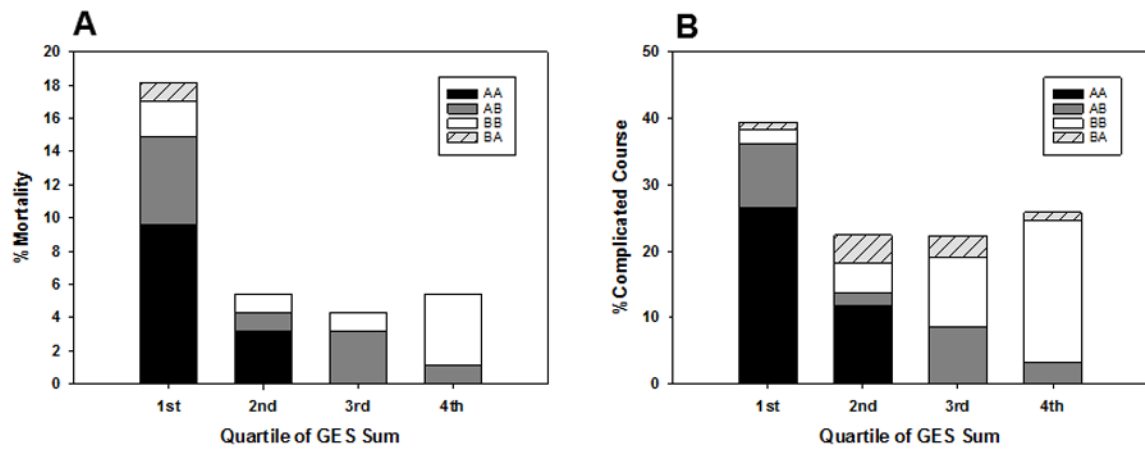 A
% Mortality
20
18
16
14
12
10
8
6
4
2
0
AA
AB
BB
BA
1st 2nd 3rd 4th
Quartile of GES Sum
B
% Complicated Course
50
40
30
20
10
0
AA
AB
BB
BA
1st 2nd 3rd 4th
Quartile of GES Sum